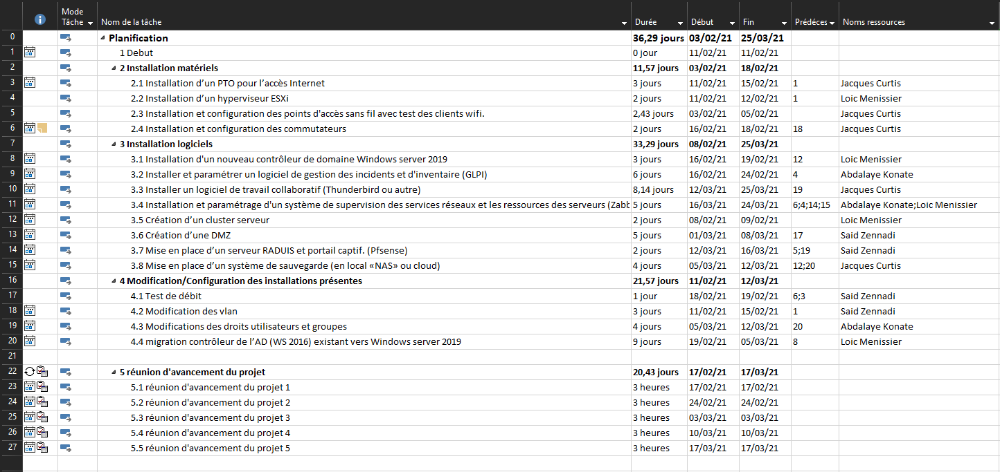 Mode Tâche Nom de la tâche Durée Début Fin Prédéces Noms ressources
0 Planification 36,29 jours 03/02/21 25/03/21
1 1 Debut 0 jour 11/02/21 11/02/21
2 2 Installation matériels 11,57 jours 03/02/21 18/02/21
3 2.1 Installation d’un PTO pour l’accès Internet 3 jours 11/02/21 15/02/21 1 Jacques Curtis
4 2.2 Installation d’un hyperviseur ESXi 2 jours 11/02/21 12/02/21 1 Loic Menissier
5 2.3 Installation et configuration des points d'accès sans fil avec test des clients wifi. 2,43 jours 03/02/21 05/02/21 Jacques Curtis
6 2.4 Installation et configuration des commutateurs 2 jours 16/02/21 18/02/21 18 Jacques Curtis
7 3 Installation logiciels 33,29 jours 08/02/21 25/03/21
8 3.1 Installation d'un nouveau contrôleur de domaine Windows server 2019 3 jours 16/02/21 19/02/21 12 Loic Menissier
9 3.2 Installer et paramétrer un logiciel de gestion des incidents et d'inventaire (GLPI) 6 jours 16/02/21 24/02/21 4 Abdalaye Konate
10 3.3 Installer un logiciel de travail collaboratif (Thunderbird ou autre) 8,14 jours 12/03/21 25/03/21 19 Jacques Curtis
11 3.4 Installation et paramétrage d'un système de supervision des services réseaux et les ressources des serveurs (Zabb 5 jours 16/03/21 24/03/21 6;4;14;15 Abdalaye Konate;Loic Menissier
12 3.5 Création d’un cluster serveur 2 jours 08/02/21 09/02/21 Loic Menissier
13 3.6 Création d’une DMZ 5 jours 01/03/21 08/03/21 17 Said Zennadi
14 3.7 Mise en place d’un serveur RADUIS et portail captif. (Pfsense) 2 jours 12/03/21 16/03/21 5;19 Said Zennadi
15 3.8 Mise en place d’un système de sauvegarde (en local «NAS» ou cloud) 4 jours 05/03/21 12/03/21 12;20 Jacques Curtis
16 4 Modification/Configuration des installations présentes 21,57 jours 11/02/21 12/03/21
17 4.1 Test de débit 1 jour 18/02/21 19/02/21 6;3 Said Zennadi
18 4.2 Modification des vlan 3 jours 11/02/21 15/02/21 1 Said Zennadi
19 4.3 Modifications des droits utilisateurs et groupes 4 jours 05/03/21 12/03/21 20 Abdalaye Konate
20 4.4 migration contrôleur de l’AD (WS 2016) existant vers Windows server 2019 9 jours 19/02/21 05/03/21 8 Loic Menissier
21
22 5 réunion d'avancement du projet 20,43 jours 17/02/21 17/03/21
23 5.1 réunion d'avancement du projet 1 3 heures 17/02/21 17/02/21
24 5.2 réunion d'avancement du projet 2 3 heures 24/02/21 24/02/21
25 5.3 réunion d'avancement du projet 3 3 heures 03/03/21 03/03/21
26 5.4 réunion d'avancement du projet 4 3 heures 10/03/21 10/03/21
27 5.5 réunion d'avancement du projet 5 3 heures 17/03/21 17/03/21